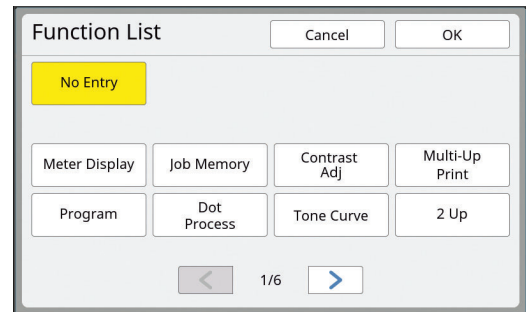 Function List
Cancel
OK
No Entry
Meter Display
Job Memory
Contrast
Adj
Multi-Up
Print
Program
Dot
Process
Tone Curve
2 Up
1/6